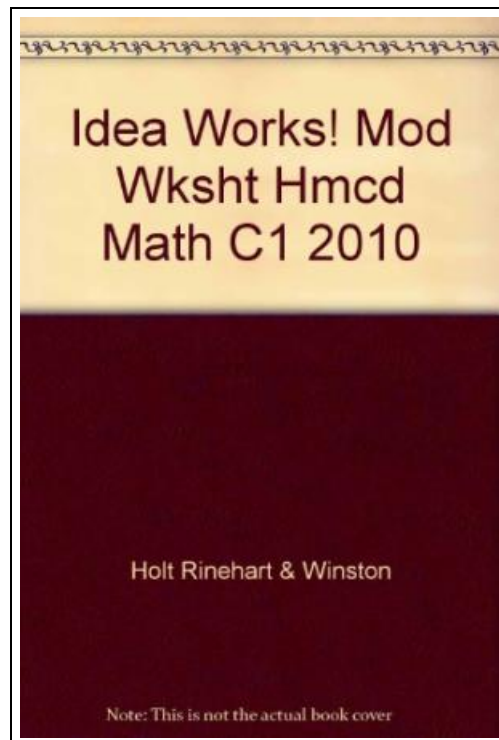 Idea Works! Mod
Wksht Hmcd
Math C1 2010
Holt Rinehart & Winston
Note: This is not the actual book cover